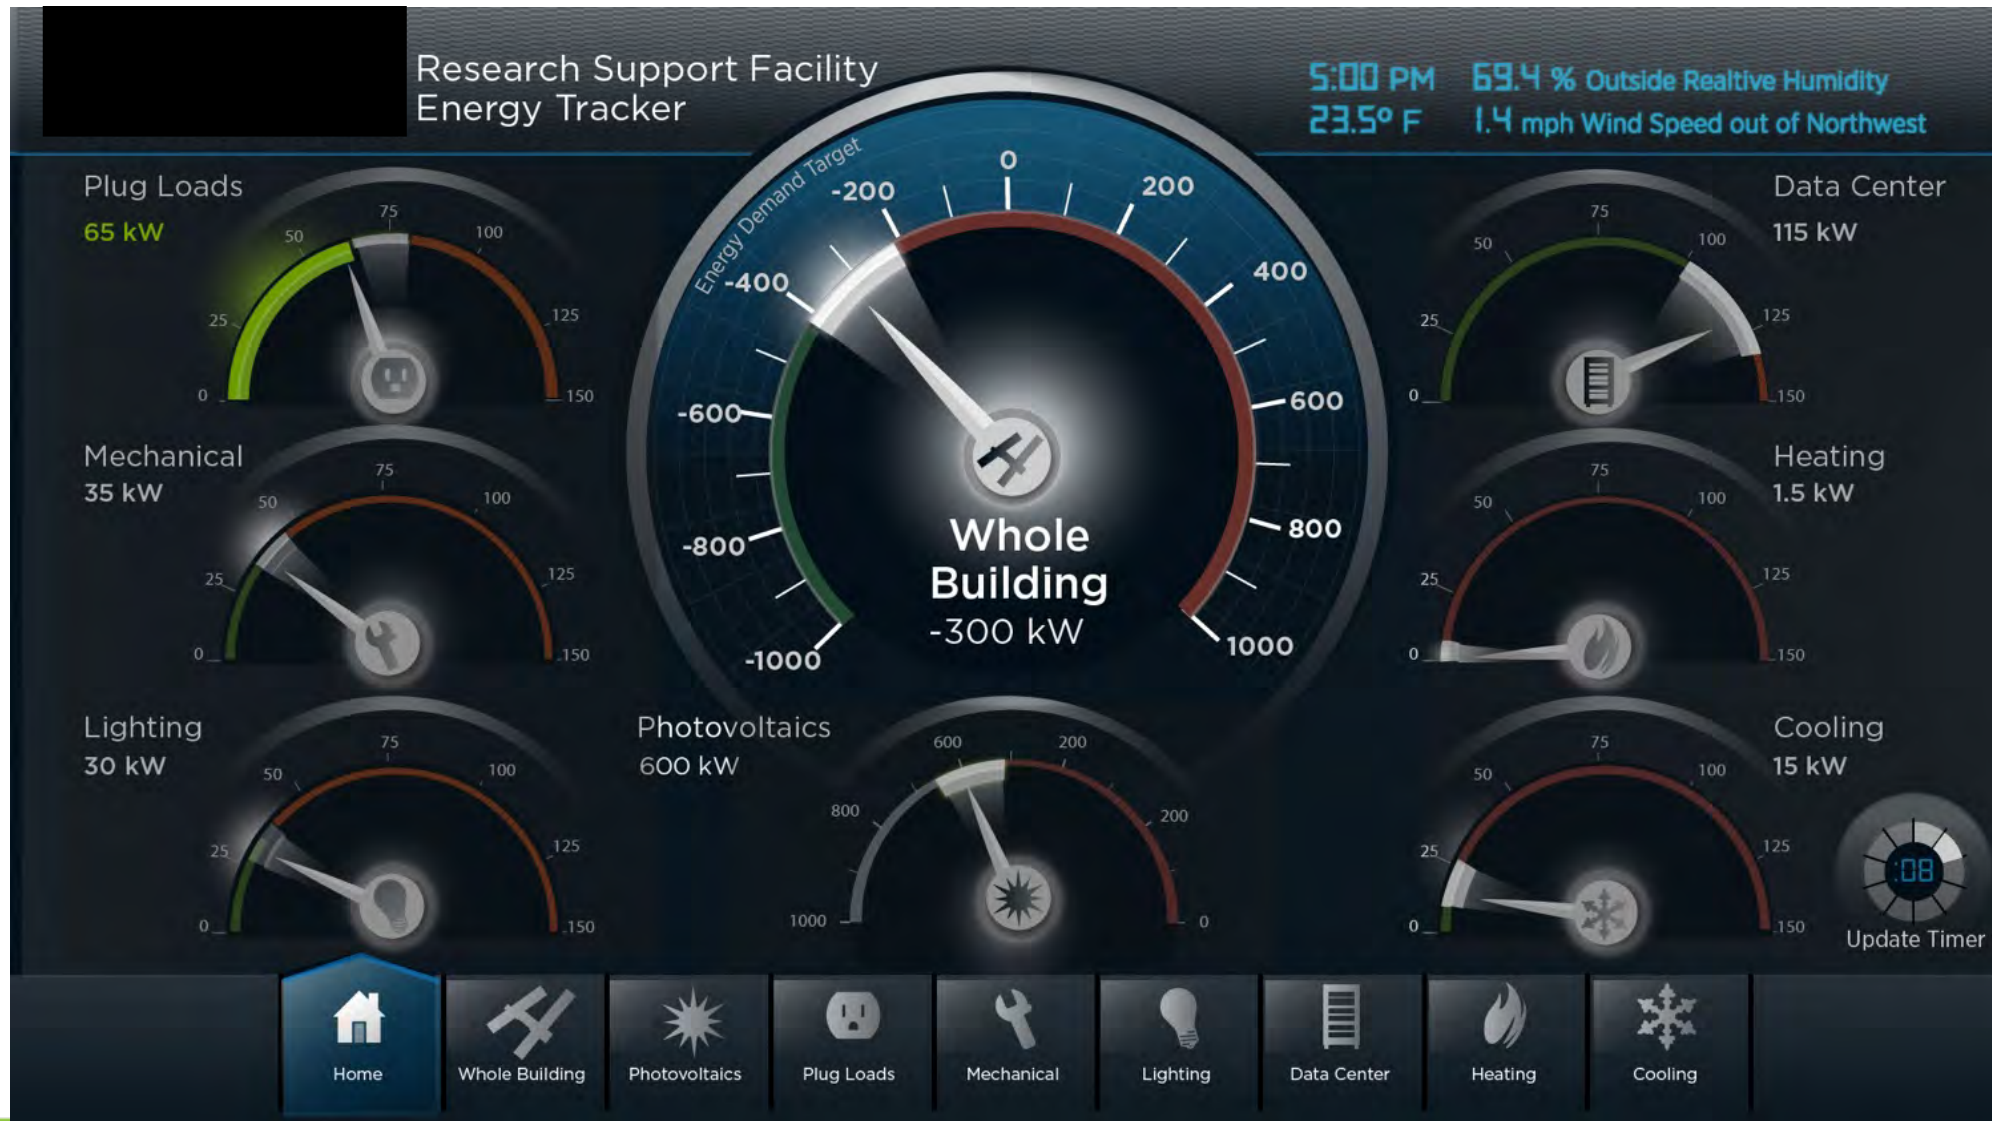 Research Support Facility
Energy Tracker
5:00 PM 69.4 % Outside Realtive Humidity
23.5° F 1.4 mph Wind Speed out of Northwest
Plug Loads
65 kW
0
25
50
75
100
125
150
Mechanical
35 kW
0
25
50
75
100
125
150
Lighting
30 kW
0
25
50
75
100
125
150
Energy Demand Target
-1000
-800
-600
-400
-200
0
200
400
600
800
1000
Whole
Building
-300 kW
Photovoltaics
600 kW
1000
800
600
200
200
0
Data Center
115 kW
0
25
50
75
100
125
150
Heating
1.5 kW
0
25
50
75
100
125
150
Cooling
15 kW
0
25
50
75
100
125
150
:08
Update Timer
Home
Whole Building
Photovoltaics
Plug Loads
Mechanical
Lighting
Data Center
Heating
Cooling